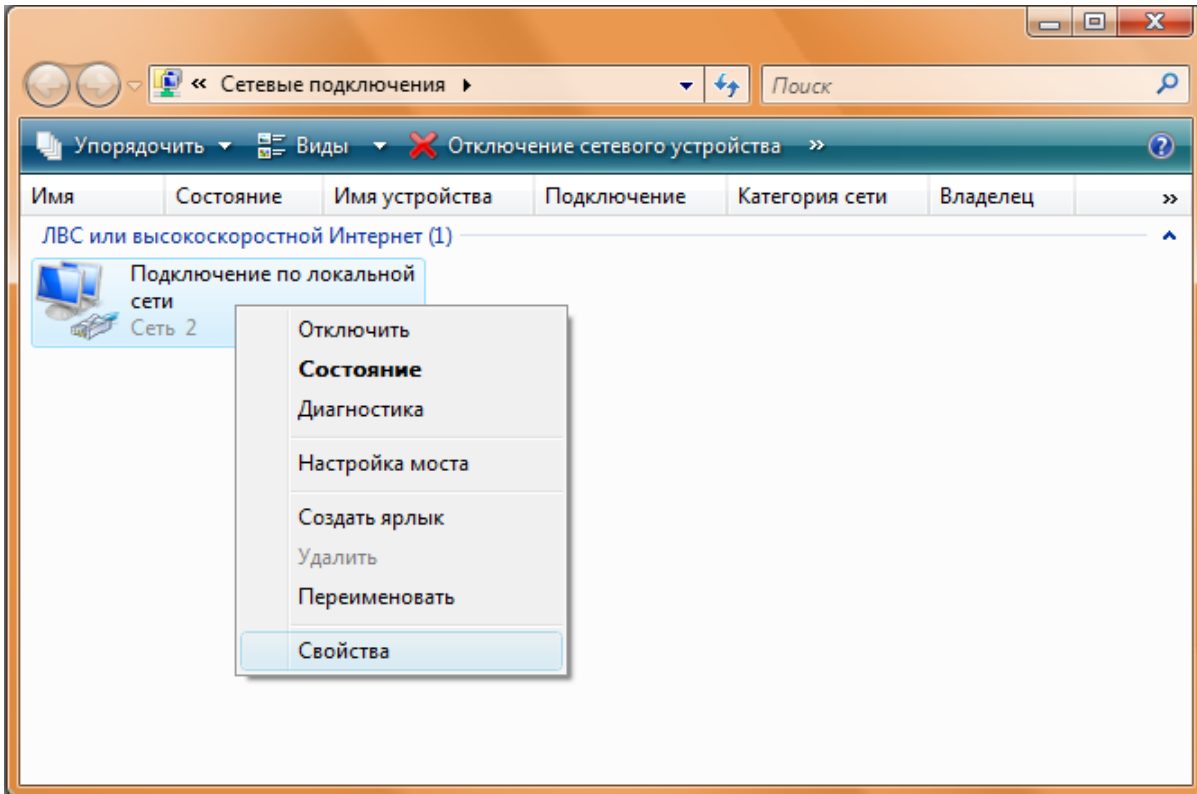 « Сетевые подключения
Поиск
Упорядочить Виды Отключение сетевого устройства »
Имя Состояние Имя устройства Подключение Категория сети Владелец »
ЛВС или высокоскоростной Интернет (1)
Подключение по локальной
сети
Сеть 2
Отключить
Состояние
Диагностика
Настройка моста
Создать ярлык
Удалить
Переименовать
Свойства